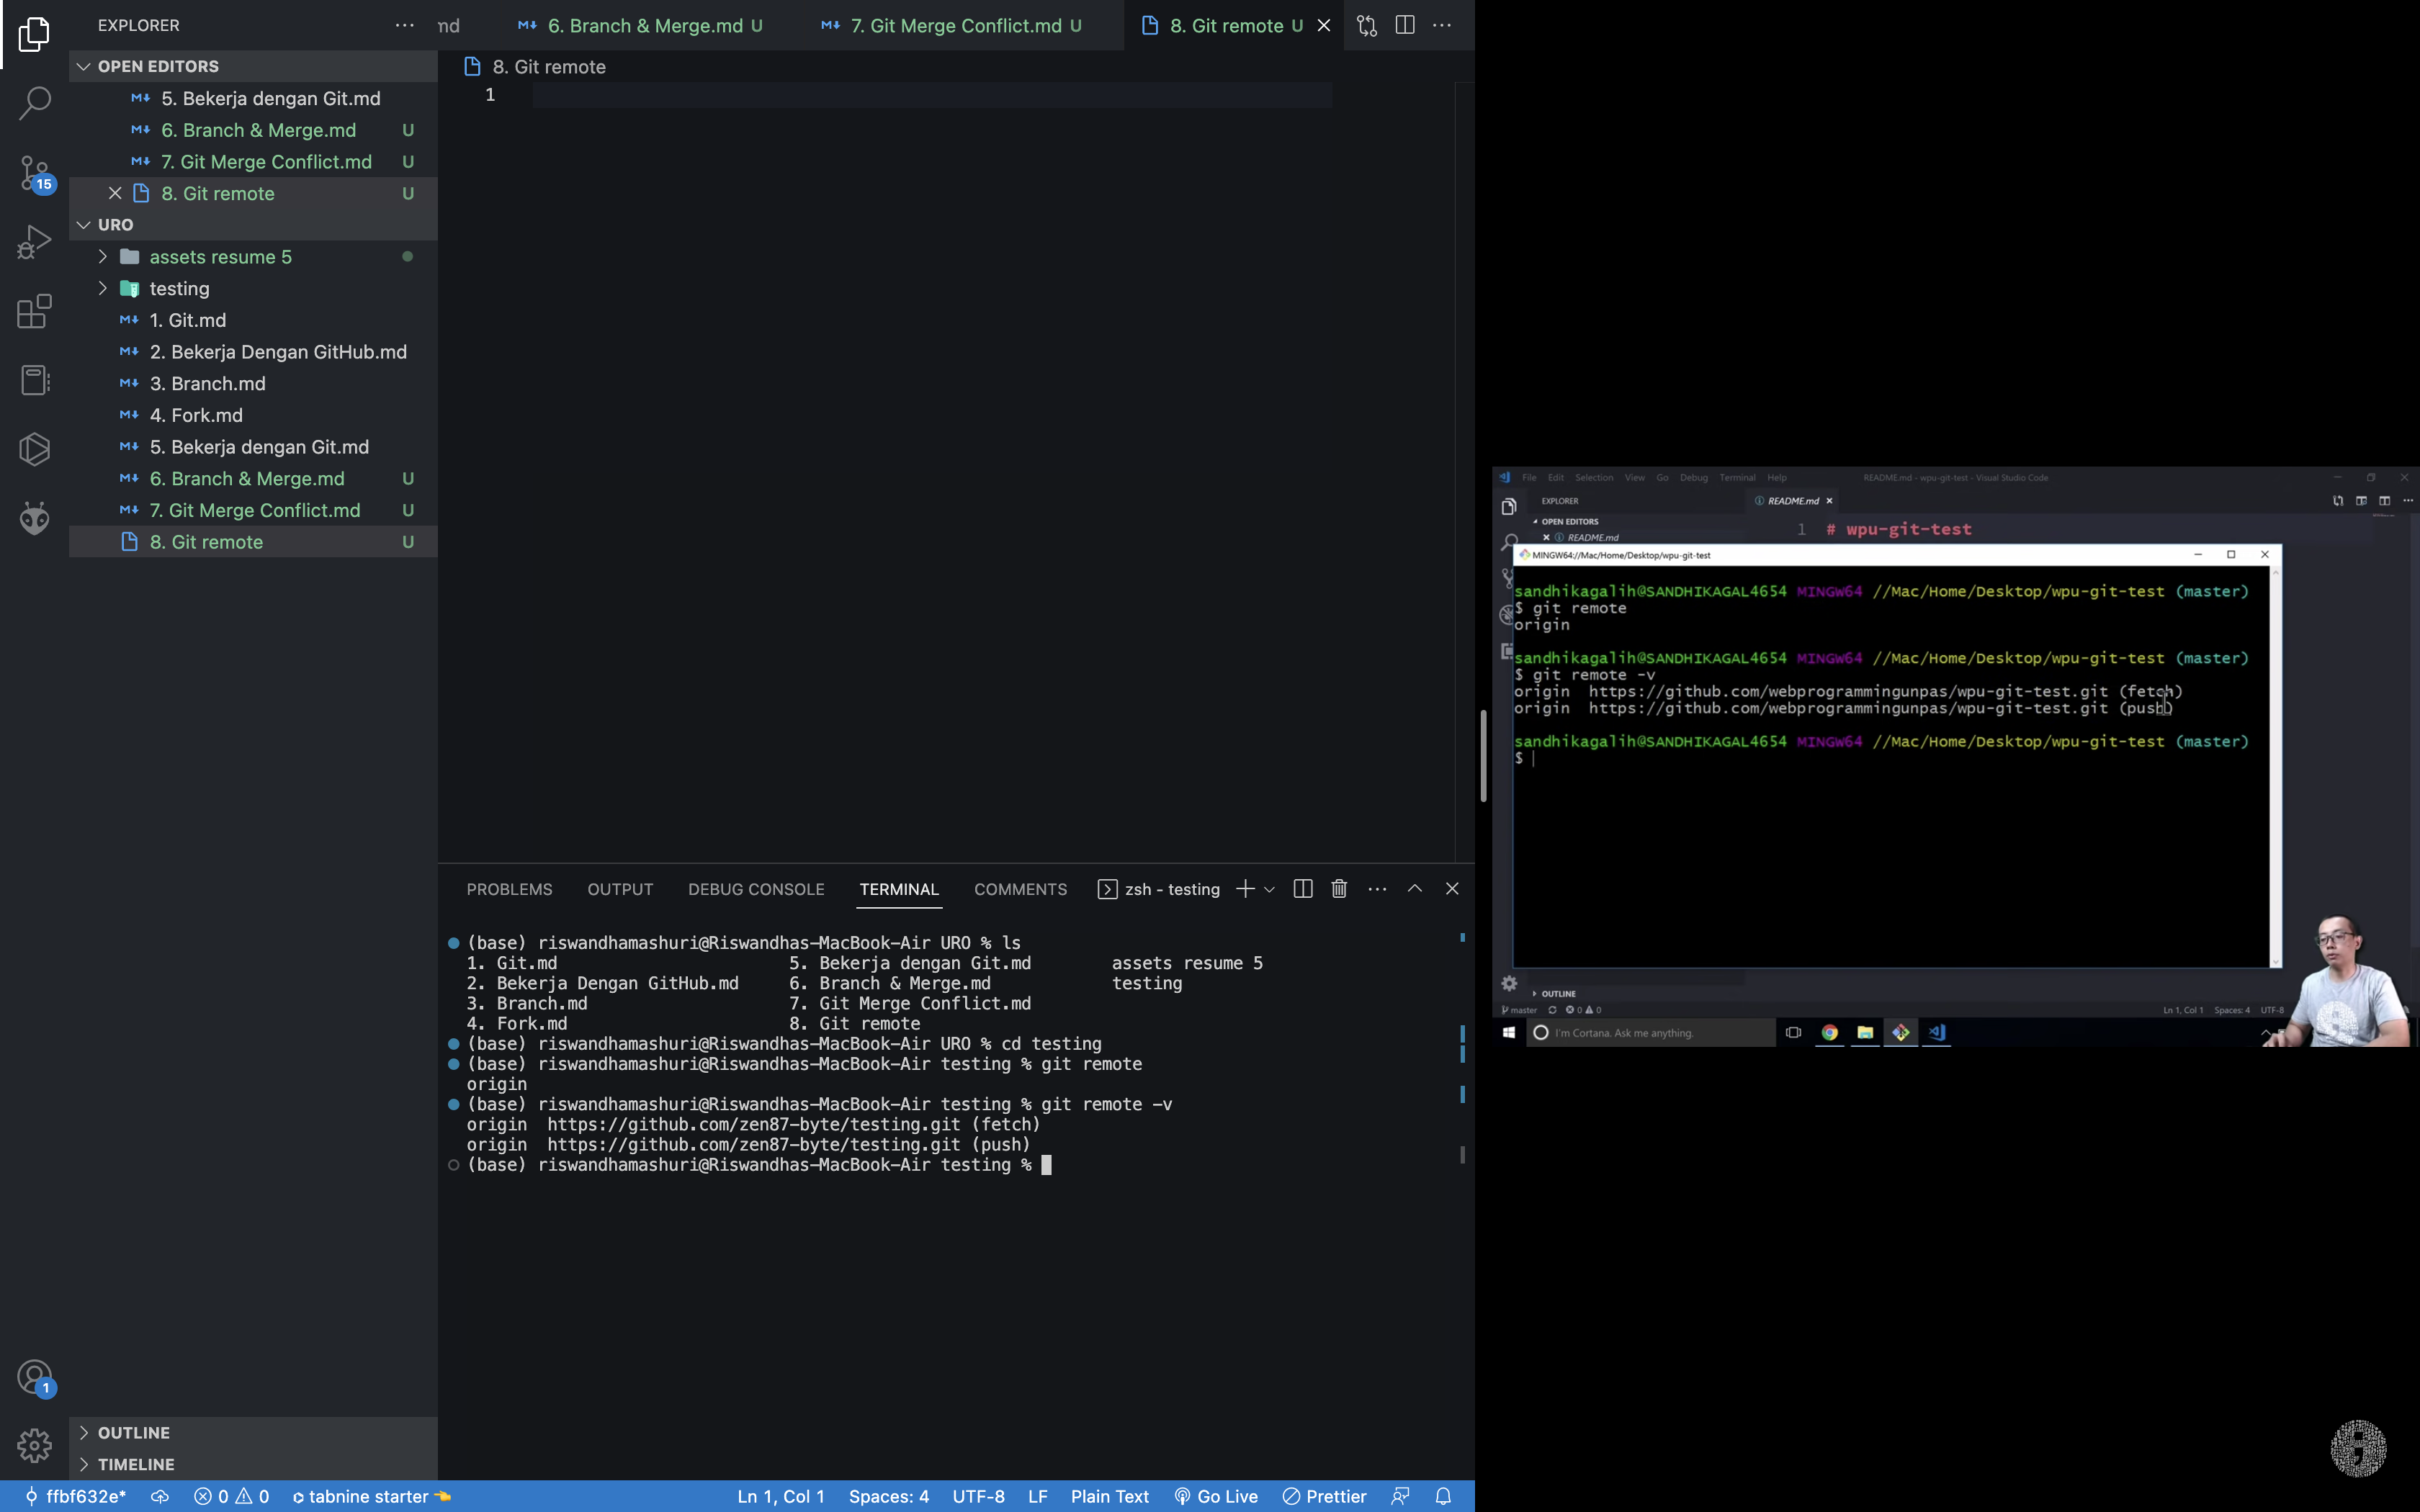 EXPLORER
OPEN EDITORS
5. Bekerja dengan Git.md
6. Branch & Merge.md U
7. Git Merge Conflict.md U
8. Git remote U
URO
assets resume 5
testing
1. Git.md
2. Bekerja Dengan GitHub.md
3. Branch.md
4. Fork.md
5. Bekerja dengan Git.md
6. Branch & Merge.md U
7. Git Merge Conflict.md U
8. Git remote U
15
1
OUTLINE
TIMELINE
md 6. Branch & Merge.md U 7. Git Merge Conflict.md U 8. Git remote U
8. Git remote
1
PROBLEMS OUTPUT DEBUG CONSOLE TERMINAL COMMENTS zsh - testing
(base) riswandhamashuri@Riswandhas-MacBook-Air URO % ls
1. Git.md 5. Bekerja dengan Git.md assets resume 5
2. Bekerja Dengan GitHub.md 6. Branch & Merge.md testing
3. Branch.md 7. Git Merge Conflict.md
4. Fork.md 8. Git remote
(base) riswandhamashuri@Riswandhas-MacBook-Air URO % cd testing
(base) riswandhamashuri@Riswandhas-MacBook-Air testing % git remote
origin
(base) riswandhamashuri@Riswandhas-MacBook-Air testing % git remote -v
origin https://github.com/zen87-byte/testing.git (fetch)
origin https://github.com/zen87-byte/testing.git (push)
(base) riswandhamashuri@Riswandhas-MacBook-Air testing %
ffbf632e* 0 0 tabnine starter Ln 1, Col 1 Spaces: 4 UTF-8 LF Plain Text Go Live Prettier
File Edit Selection View Go Debug Terminal Help README.md - wpu-git-test - Visual Studio Code
EXPLORER README.md
OPEN EDITORS 1 # wpu-git-test
README.md
MINGW64://Mac/Home/Desktop/wpu-git-test
sandhikagalih@SANDHIKAGAL4654 MINGW64 //Mac/Home/Desktop/wpu-git-test (master)
$ git remote
origin
sandhikagalih@SANDHIKAGAL4654 MINGW64 //Mac/Home/Desktop/wpu-git-test (master)
$ git remote -v
origin https://github.com/webprogrammingunpas/wpu-git-test.git (fetch)
origin https://github.com/webprogrammingunpas/wpu-git-test.git (push)
sandhikagalih@SANDHIKAGAL4654 MINGW64 //Mac/Home/Desktop/wpu-git-test (master)
$
OUTLINE
master 0 0 Ln 1, Col 1 Spaces: 4 UTF-8
I'm Cortana. Ask me anything.